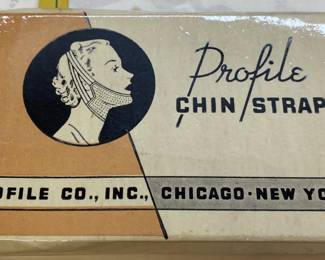 Profile
CHIN STRAP
OFILE CO., INC., CHICAGO · NEW YO